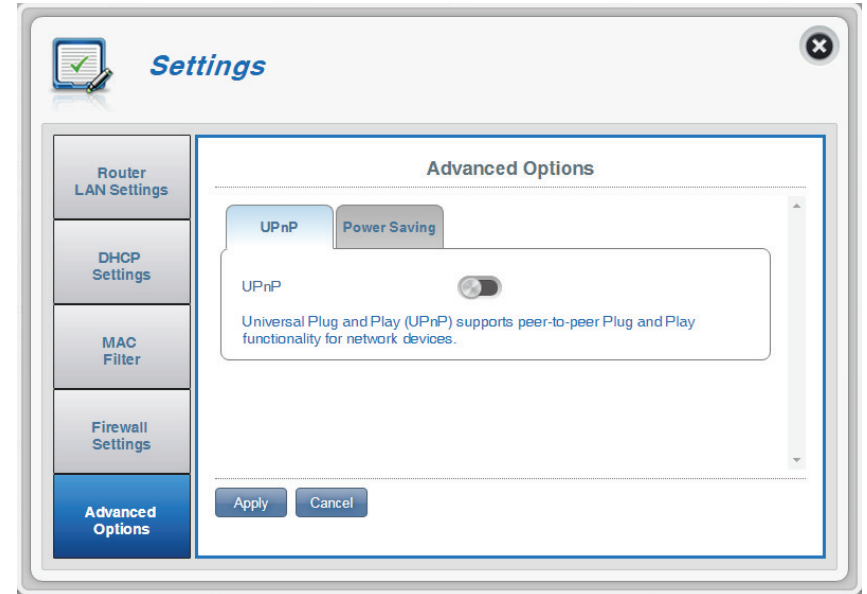 Settings
Router
LAN Settings
DHCP
Settings
MAC
Filter
Firewall
Settings
Advanced
Options
Advanced Options
UPnP
Power Saving
UPnP
Universal Plug and Play (UPnP) supports peer-to-peer Plug and Play
functionality for network devices.
Apply
Cancel